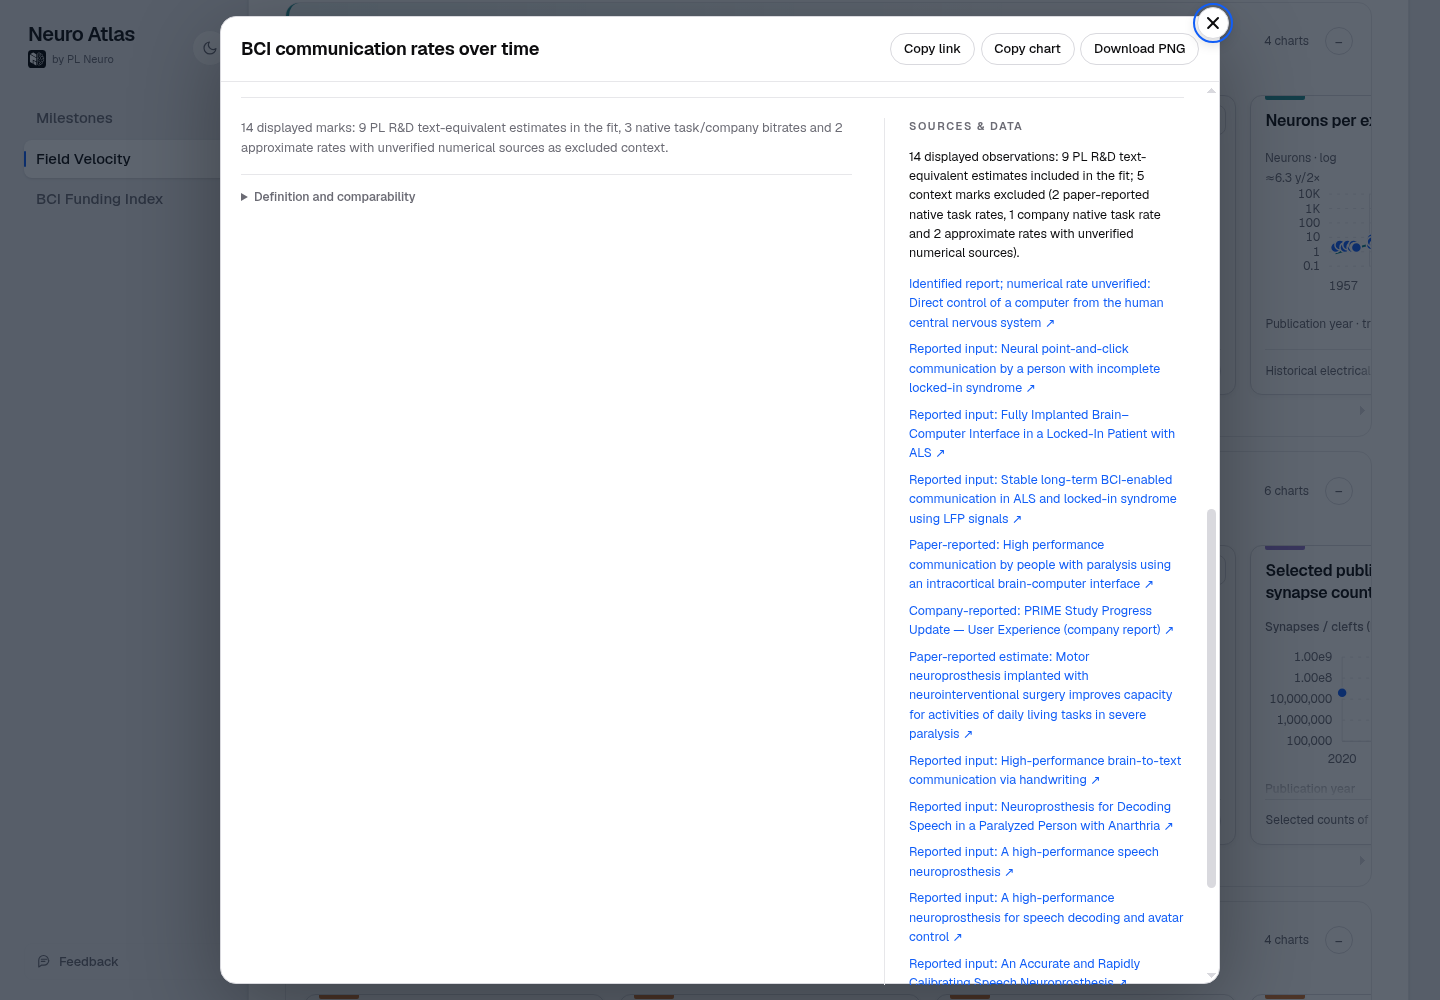 Neuro Atlas
by PL Neuro
Milestones
Field Velocity
BCI Funding Index
Feedback
BCI communication rates over time
Copy link
Copy chart
Download PNG
14 displayed marks: 9 PL R&D text-equivalent estimates in the fit, 3 native task/company bitrates and 2
approximate rates with unverified numerical sources as excluded context.
Definition and comparability
SOURCES & DATA
14 displayed observations: 9 PL R&D text-
equivalent estimates included in the fit; 5
context marks excluded (2 paper-reported
native task rates, 1 company native task rate
and 2 approximate rates with unverified
numerical sources).
Identified report; numerical rate unverified:
Direct control of a computer from the human
central nervous system ↗
Reported input: Neural point-and-click
communication by a person with incomplete
locked-in syndrome ↗
Reported input: Fully Implanted Brain–
Computer Interface in a Locked-In Patient with
ALS ↗
Reported input: Stable long-term BCI-enabled
communication in ALS and locked-in syndrome
using LFP signals ↗
Paper-reported: High performance
communication by people with paralysis using
an intracortical brain-computer interface ↗
Company-reported: PRIME Study Progress
Update — User Experience (company report) ↗
Paper-reported estimate: Motor
neuroprosthesis implanted with
neurointerventional surgery improves capacity
for activities of daily living tasks in severe
paralysis ↗
Reported input: High-performance brain-to-text
communication via handwriting ↗
Reported input: Neuroprosthesis for Decoding
Speech in a Paralyzed Person with Anarthria ↗
Reported input: A high-performance speech
neuroprosthesis ↗
Reported input: A high-performance
neuroprosthesis for speech decoding and avatar
control ↗
Reported input: An Accurate and Rapidly
Calibrating Speech Neuroprosthesis ↗
4 charts
Neurons per ex
Neurons · log
≈6.3 y/2×
10K
1K
100
10
1
0.1
1957
Publication year · tr
Historical electrical
6 charts
Selected publi
synapse count
Synapses / clefts (
1.00e9
1.00e8
10,000,000
1,000,000
100,000
2020
Publication year
Selected counts of
4 charts